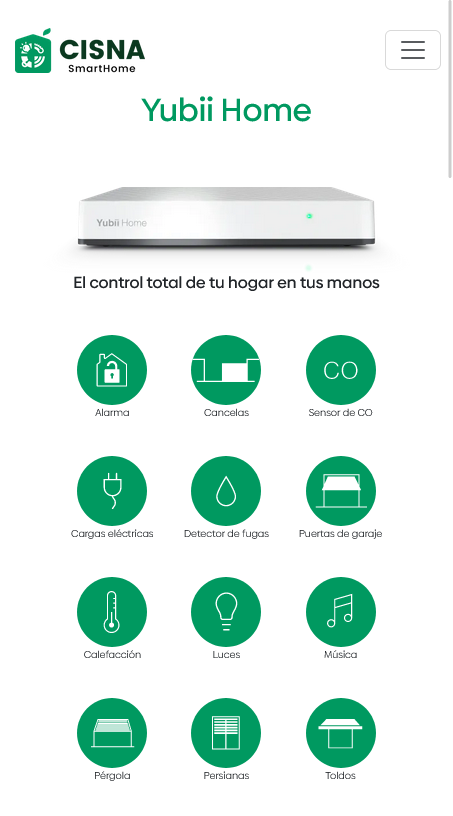 CISNA
SmartHome
Yubii Home
Yubii Home
El control total de tu hogar en tus manos
Alarma
Cancelas
CO
Sensor de CO
Cargas eléctricas
Detector de fugas
Puertas de garaje
Calefacción
Luces
Música
Pérgola
Persianas
Toldos